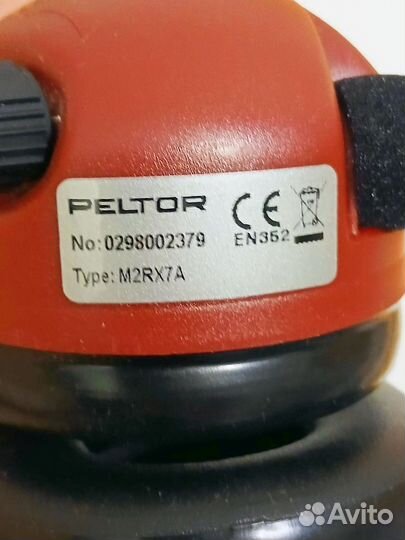 PELTOR CE
No: 0298002379 EN352
Type: M2RX7A
Avito